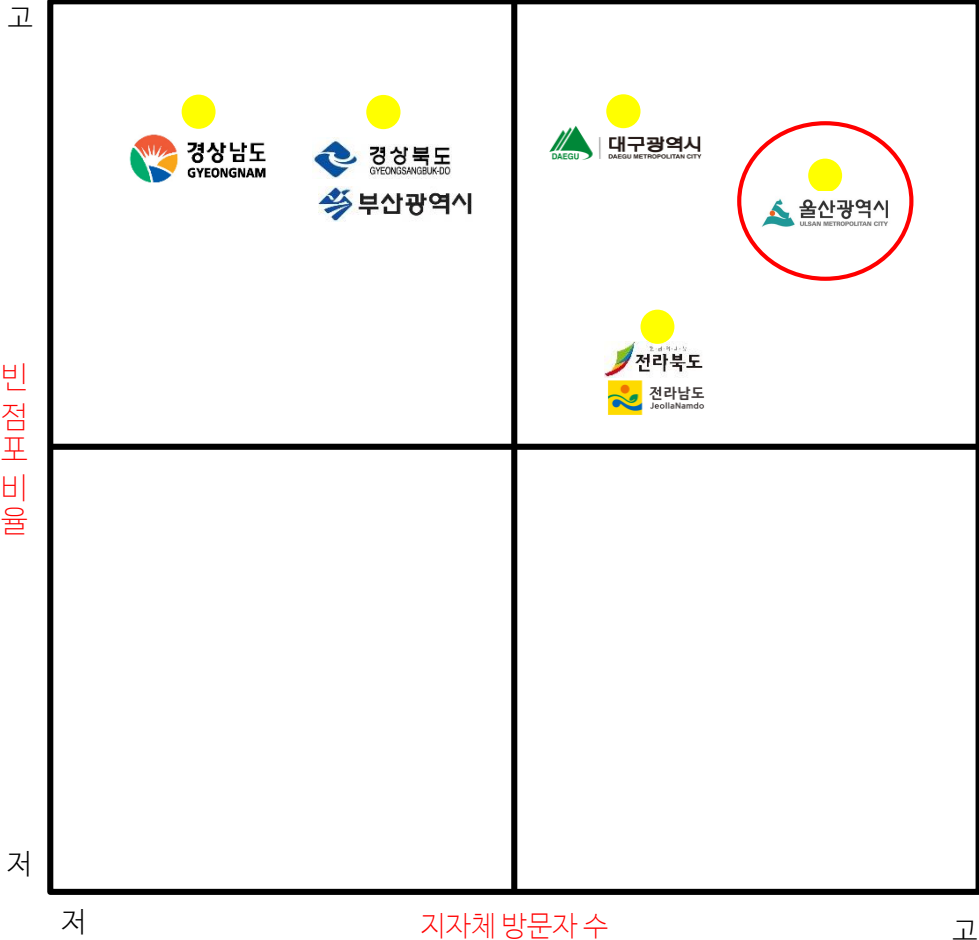 고
경상남도
GYEONGNAM
경상북도
GYEONGSANGBUK-DO
부산광역시
대구광역시
DAEGU
DAEGU METROPOLITAN CITY
울산광역시
ULSAN METROPOLITAN CITY
전라북도
전라남도
JeollaNamdo
빈
점
포
비
율
저
저
지자체 방문자 수
고